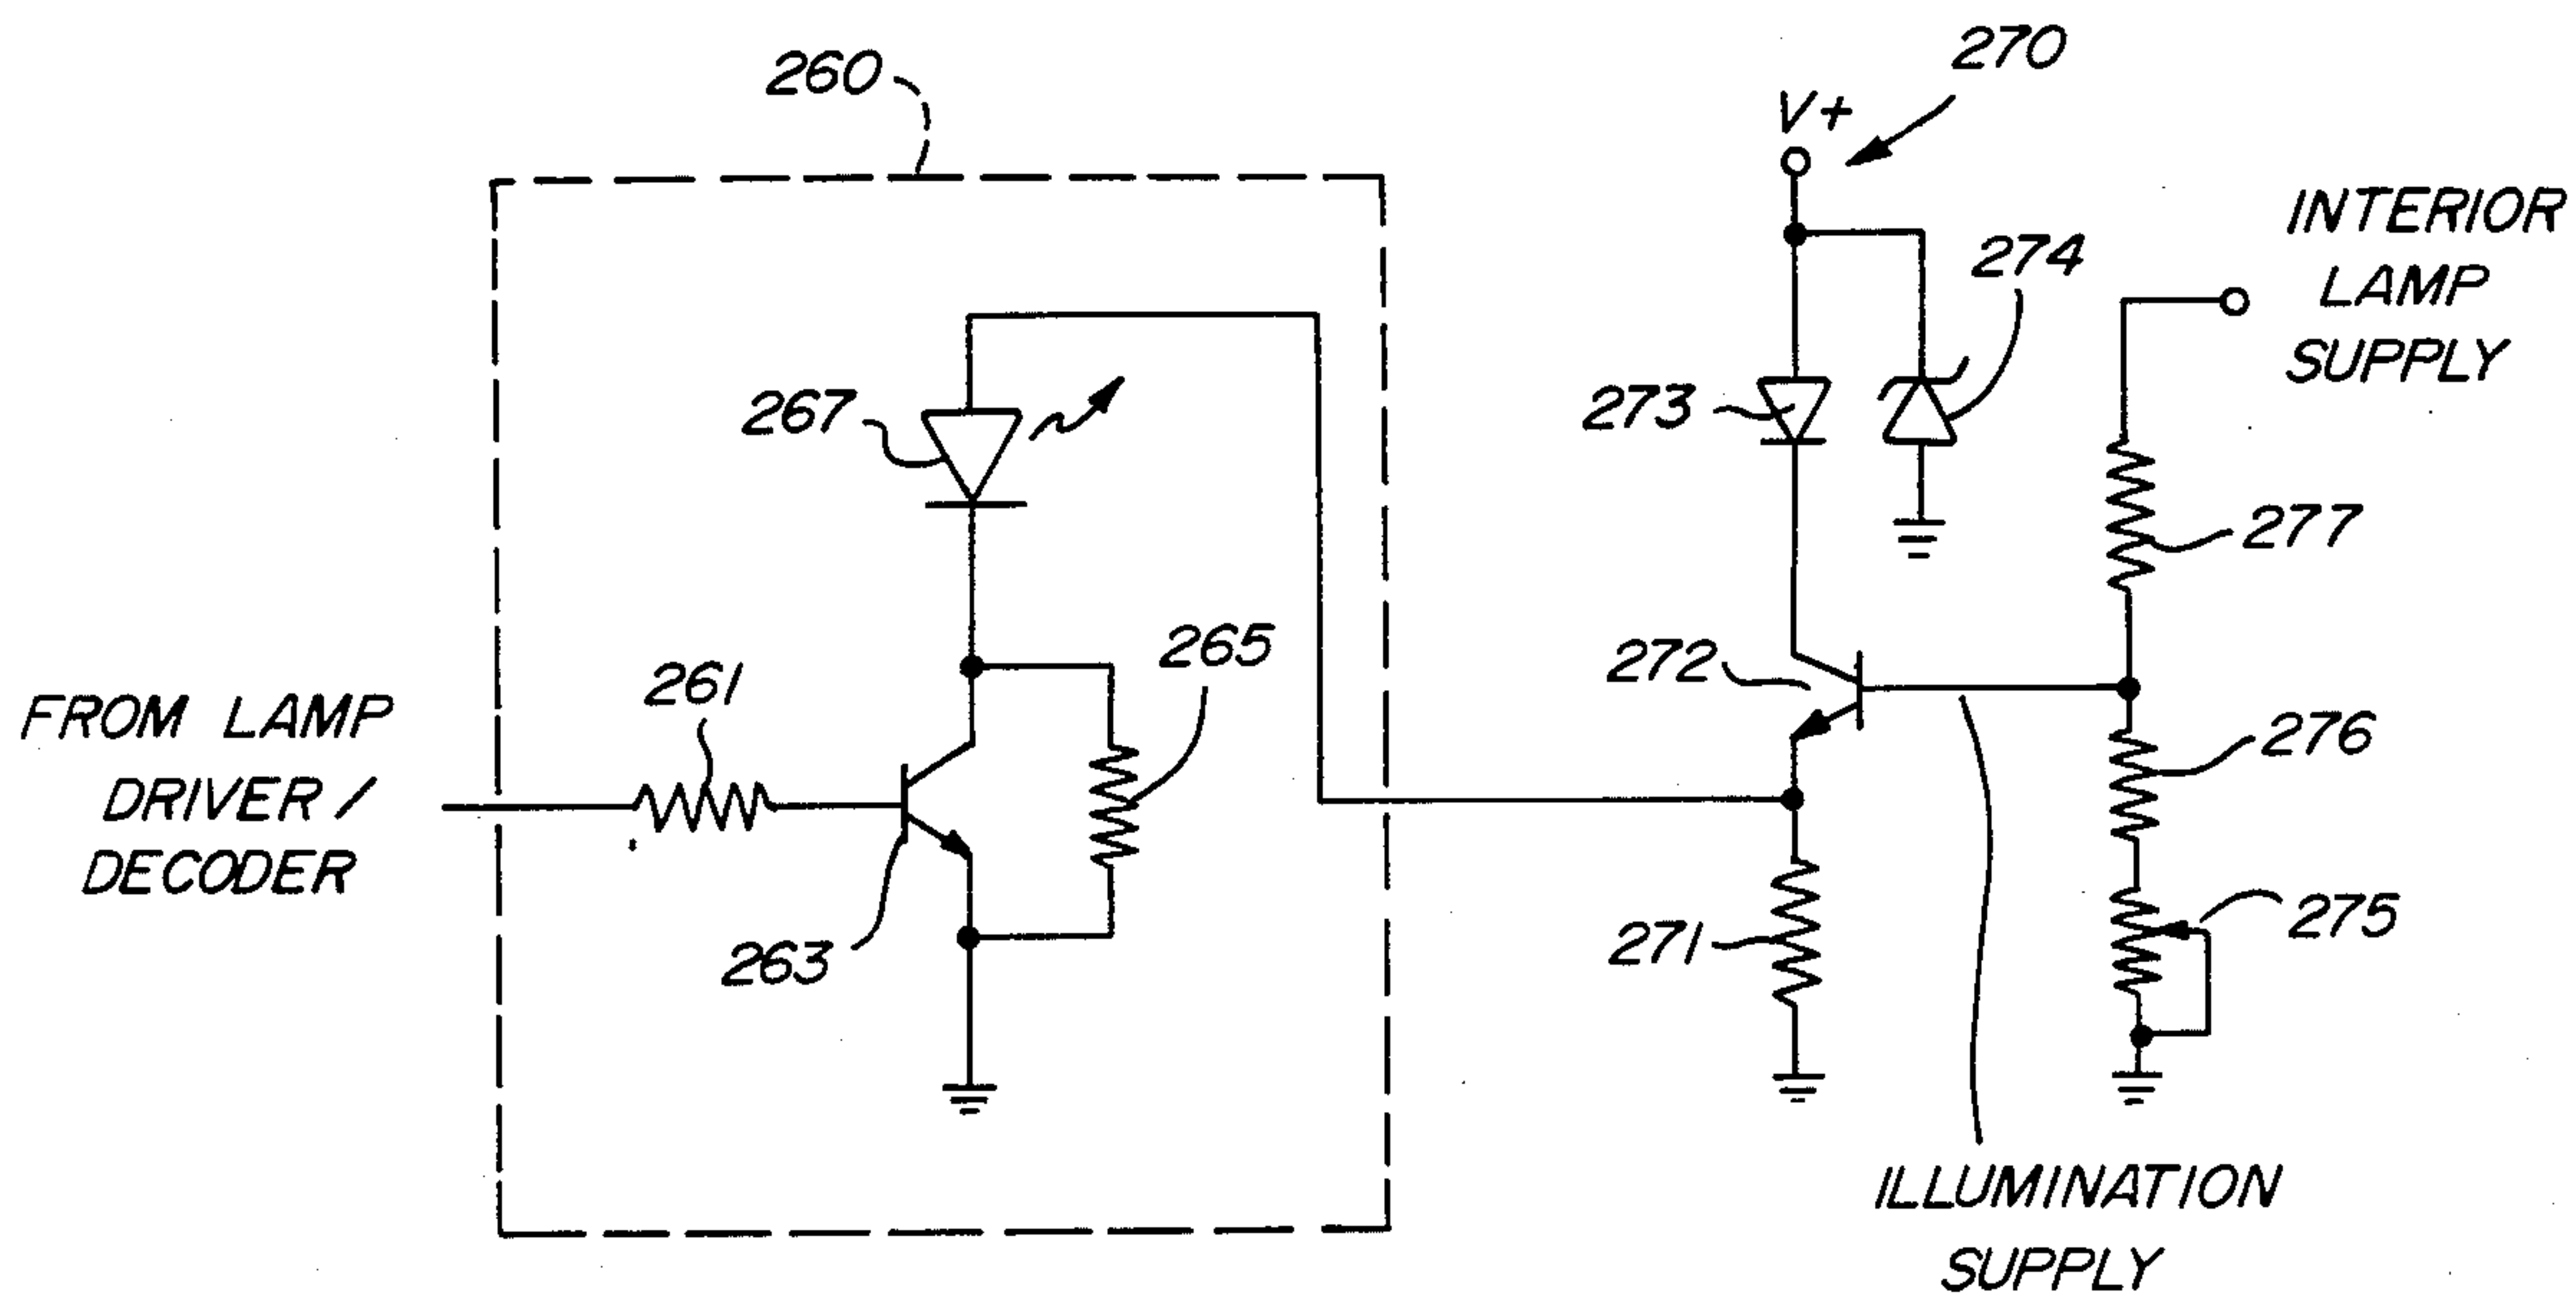 260
270
V+
INTERIOR
LAMP
SUPPLY
274
267
273
277
265
272
261
276
FROM LAMP
DRIVER /
DECODER
275
271
263
ILLUMINATION
SUPPLY